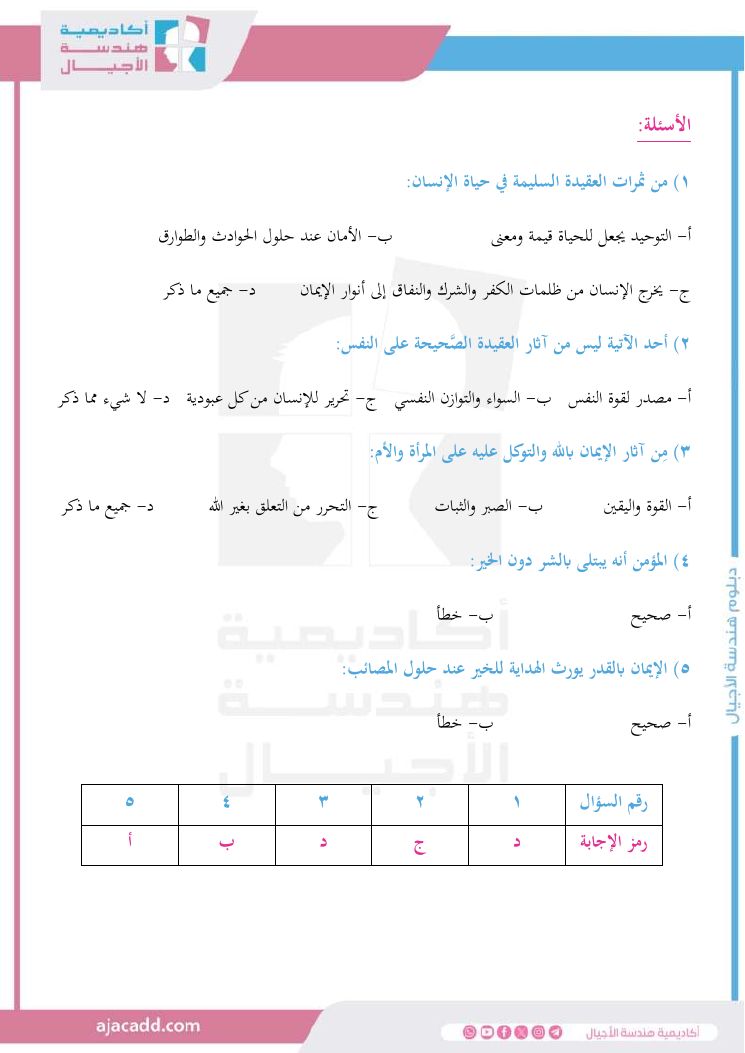 أكاديمية
هندسة
الأجيال
الأسئلة:
١) من ثمرات العقيدة السليمة في حياة الإنسان:
أ- التوحيد يجعل للحياة قيمة ومعنى ب- الأمان عند حلول الحوادث والطوارق
ج- يخرج الإنسان من ظلمات الكفر والشرك والنفاق إلى أنوار الإيمان د- جميع ما ذكر
٢) أحد الآتية ليس من آثار العقيدة الصَّحيحة على النفس:
أ- مصدر لقوة النفس ب- السواء والتوازن النفسي ج- تحرير للإنسان من كل عبودية د- لا شيء مما ذكر
٣) مِن آثار الإيمان بالله والتوكل عليه على المرأة والأم:
أ- القوة واليقين ب- الصبر والثبات ج- التحرر من التعلق بغير الله د- جميع ما ذكر
٤) المؤمن أنه يبتلى بالشر دون الخير:
أ- صحيح ب- خطأ
٥) الإيمان بالقدر يورث الهداية للخير عند حلول المصائب:
أ- صحيح ب- خطأ
أكاديمية
هندسة
الأجيال
رقم السؤال ١ ٢ ٣ ٤ ٥
رمز الإجابة د ج د ب أ
دبلوم هندسة الأجيال
أكاديمية هندسة الأجيال
ajacadd.com